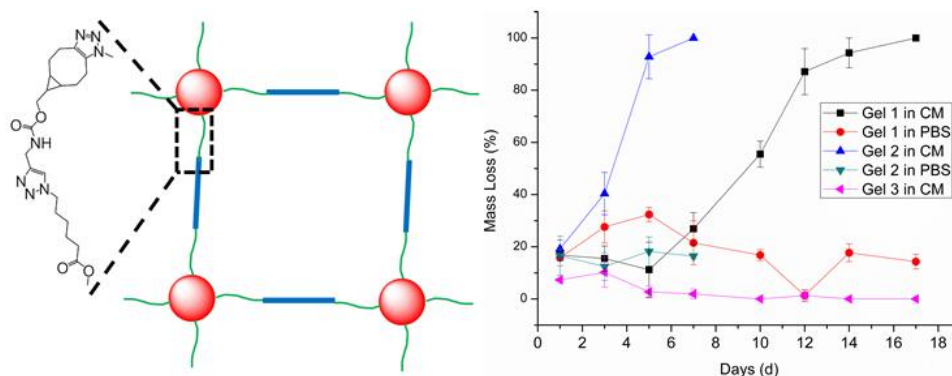 N=N
N
O
O
NH
N
N=N
O
O
Mass Loss (%)
100
80
60
40
20
0
Gel 1 in CM
Gel 1 in PBS
Gel 2 in CM
Gel 2 in PBS
Gel 3 in CM
0 2 4 6 8 10 12 14 16 18
Days (d)